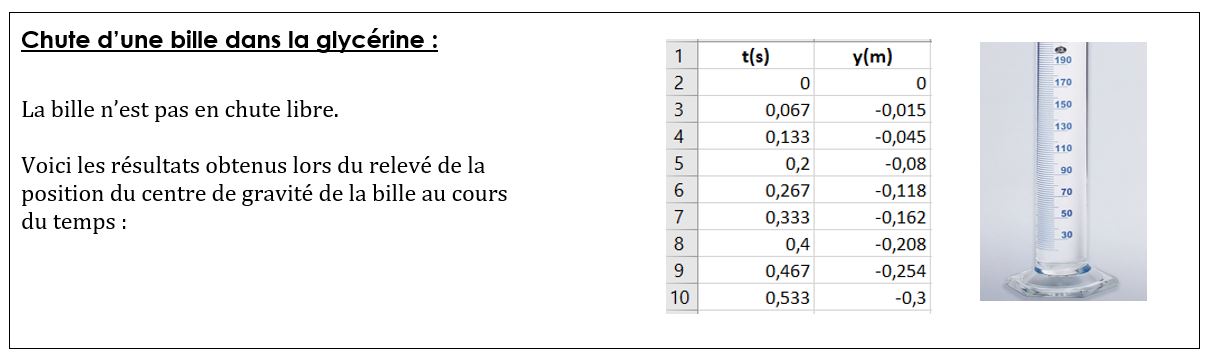 Chute d’une bille dans la glycérine :
La bille n’est pas en chute libre.
Voici les résultats obtenus lors du relevé de la
position du centre de gravité de la bille au cours
du temps :
1 t(s) y(m)
2 0 0
3 0,067 -0,015
4 0,133 -0,045
5 0,2 -0,08
6 0,267 -0,118
7 0,333 -0,162
8 0,4 -0,208
9 0,467 -0,254
10 0,533 -0,3
190
170
150
130
110
90
70
50
30